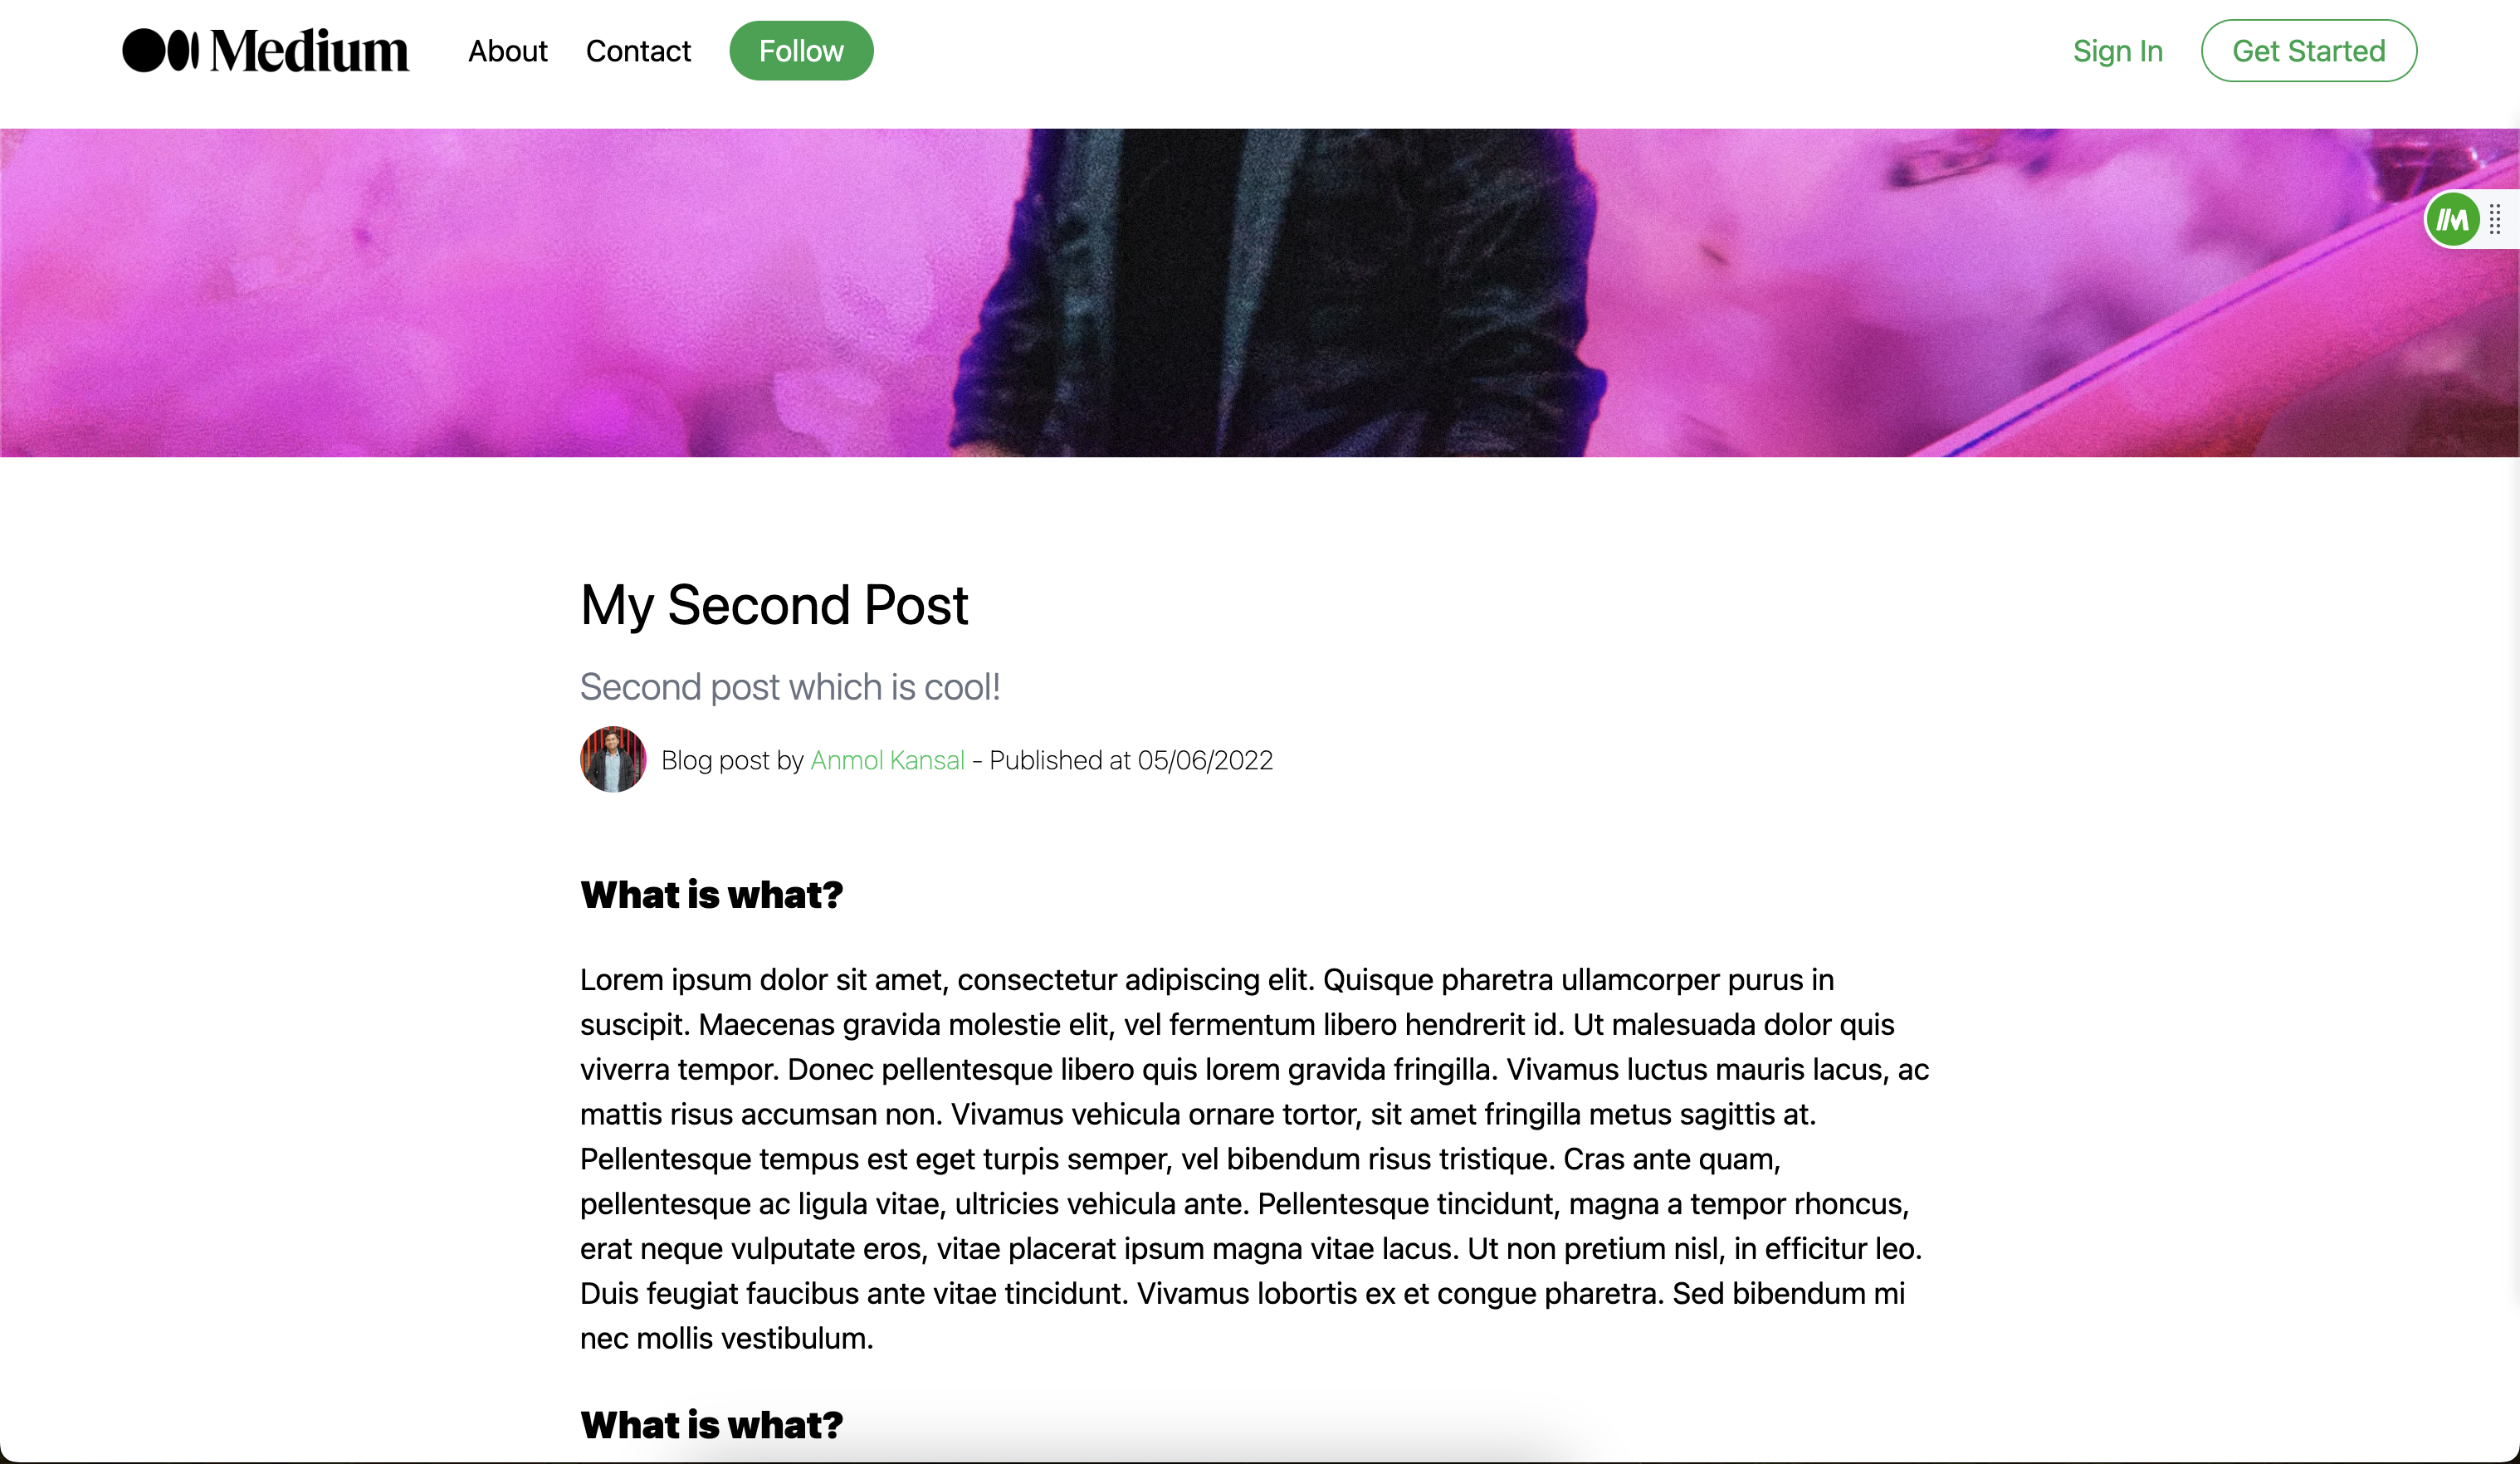 Medium
About
Contact
Follow
Sign In
Get Started
My Second Post
Second post which is cool!
Blog post by Anmol Kansal - Published at 05/06/2022
What is what?
Lorem ipsum dolor sit amet, consectetur adipiscing elit. Quisque pharetra ullamcorper purus in
suscipit. Maecenas gravida molestie elit, vel fermentum libero hendrerit id. Ut malesuada dolor quis
viverra tempor. Donec pellentesque libero quis lorem gravida fringilla. Vivamus luctus mauris lacus, ac
mattis risus accumsan non. Vivamus vehicula ornare tortor, sit amet fringilla metus sagittis at.
Pellentesque tempus est eget turpis semper, vel bibendum risus tristique. Cras ante quam,
pellentesque ac ligula vitae, ultricies vehicula ante. Pellentesque tincidunt, magna a tempor rhoncus,
erat neque vulputate eros, vitae placerat ipsum magna vitae lacus. Ut non pretium nisl, in efficitur leo.
Duis feugiat faucibus ante vitae tincidunt. Vivamus lobortis ex et congue pharetra. Sed bibendum mi
nec mollis vestibulum.
What is what?